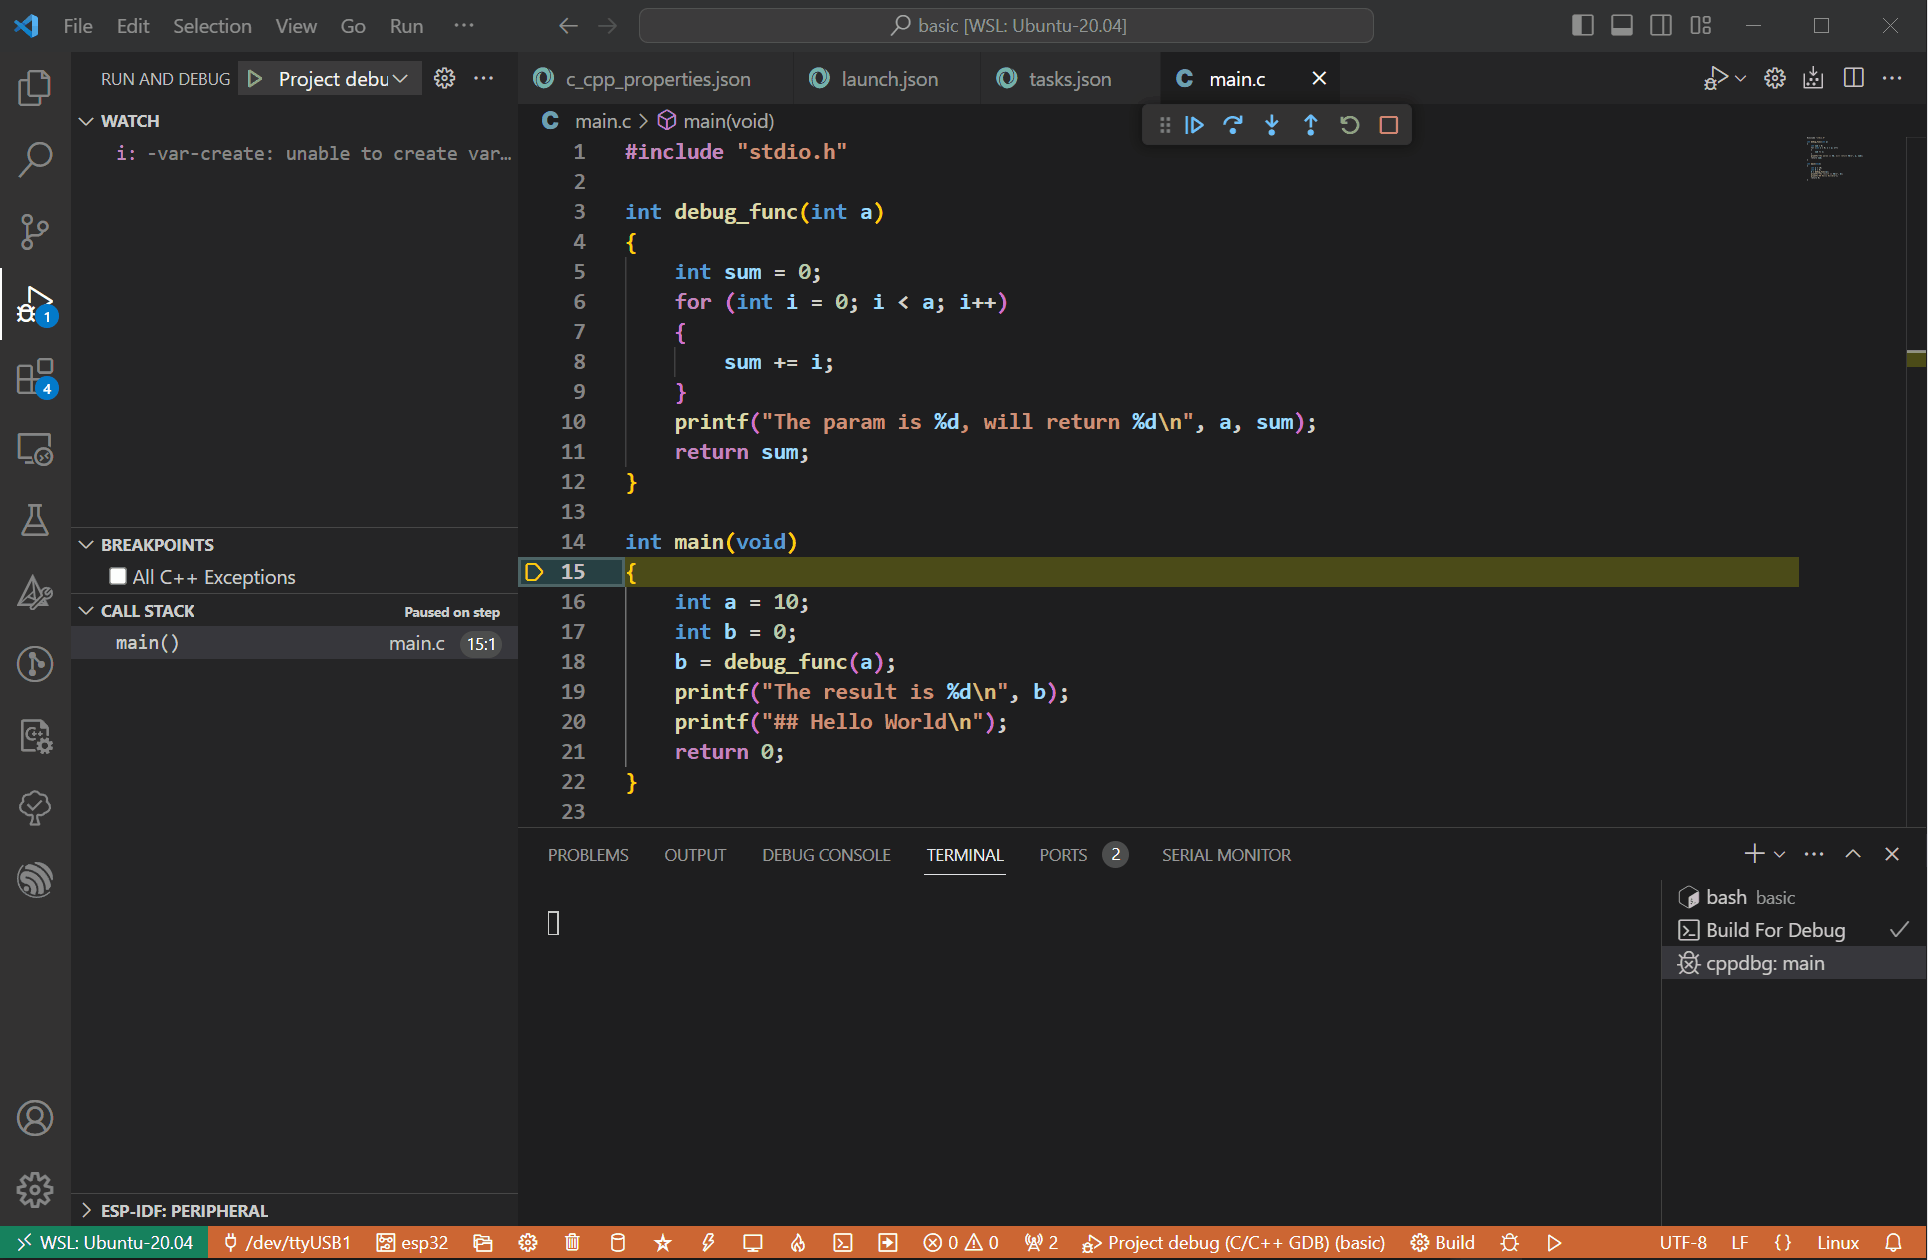 File Edit Selection View Go Run ··· basic [WSL: Ubuntu-20.04]
RUN AND DEBUG Project debu
WATCH
i: -var-create: unable to create var…
BREAKPOINTS
All C++ Exceptions
CALL STACK Paused on step
main() main.c 15:1
ESP-IDF: PERIPHERAL
1
4
c_cpp_properties.json launch.json tasks.json C main.c
C main.c > main(void)
1 #include "stdio.h"
2
3 int debug_func(int a)
4 {
5 int sum = 0;
6 for (int i = 0; i < a; i++)
7 {
8 sum += i;
9 }
10 printf("The param is %d, will return %d\n", a, sum);
11 return sum;
12 }
13
14 int main(void)
15 {
16 int a = 10;
17 int b = 0;
18 b = debug_func(a);
19 printf("The result is %d\n", b);
20 printf("## Hello World\n");
21 return 0;
22 }
23
PROBLEMS OUTPUT DEBUG CONSOLE TERMINAL PORTS 2 SERIAL MONITOR
bash basic
Build For Debug
cppdbg: main
WSL: Ubuntu-20.04 /dev/ttyUSB1 esp32 0 0 2 Project debug (C/C++ GDB) (basic) Build UTF-8 LF {} Linux